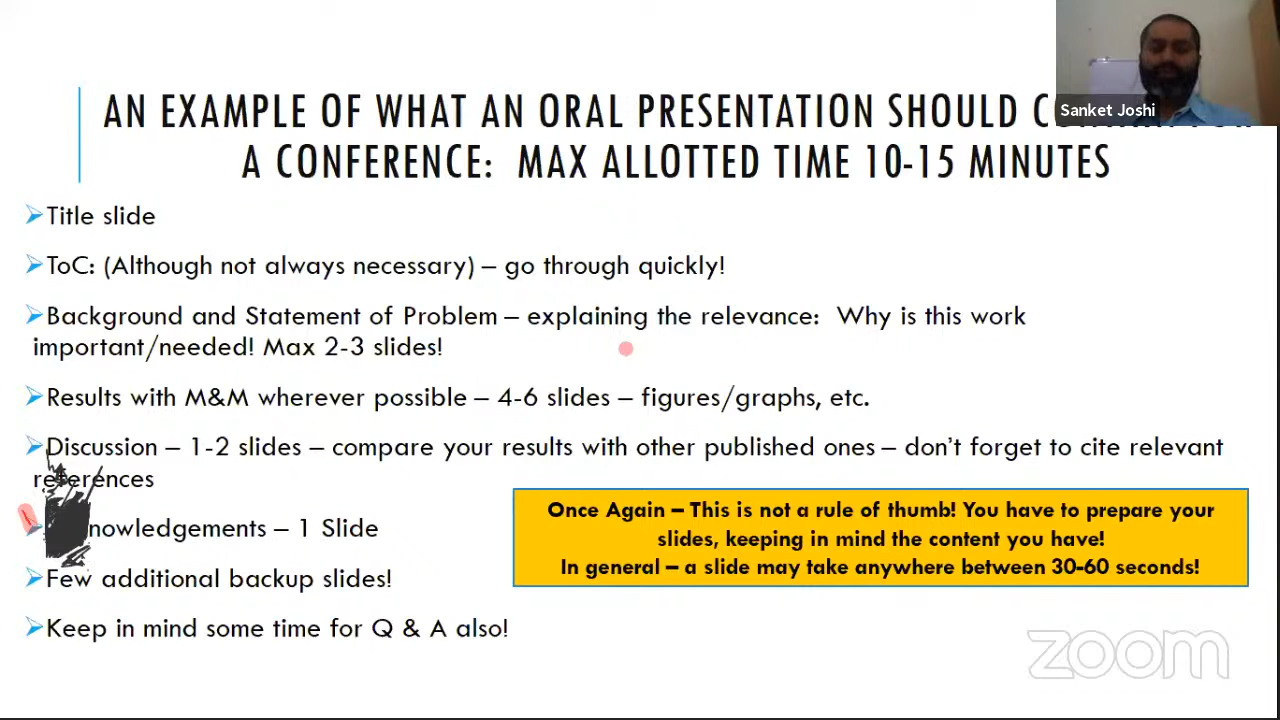 Sanket Joshi
AN EXAMPLE OF WHAT AN ORAL PRESENTATION SHOULD
A CONFERENCE: MAX ALLOTTED TIME 10-15 MINUTES
Title slide
ToC: (Although not always necessary) – go through quickly!
Background and Statement of Problem – explaining the relevance: Why is this work
important/needed! Max 2-3 slides!
Results with M&M wherever possible – 4-6 slides – figures/graphs, etc.
Discussion – 1-2 slides – compare your results with other published ones – don't forget to cite relevant
references
nowledgements – 1 Slide
Few additional backup slides!
Keep in mind some time for Q & A also!
Once Again – This is not a rule of thumb! You have to prepare your
slides, keeping in mind the content you have!
In general – a slide may take anywhere between 30-60 seconds!
zoom